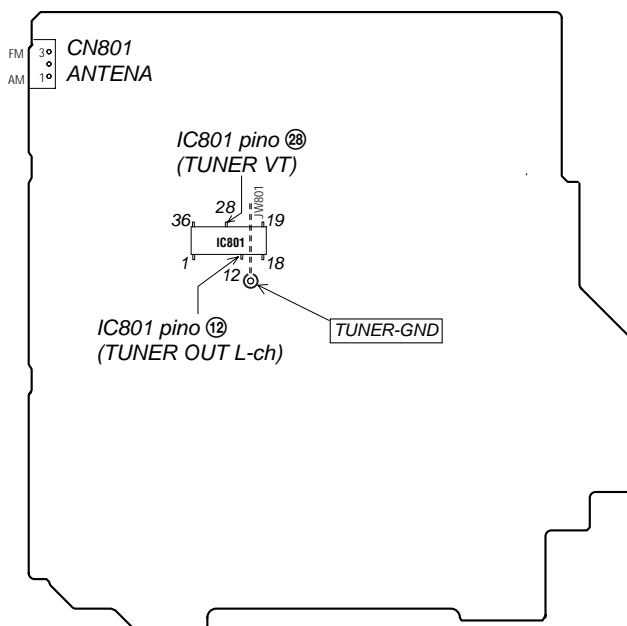 FM 3 CN801
AM 1 ANTENA
IC801 pino ㉘
(TUNER VT)
JW801
36 28 19
IC801
1 12 18
IC801 pino ⑫
(TUNER OUT L-ch)
TUNER-GND